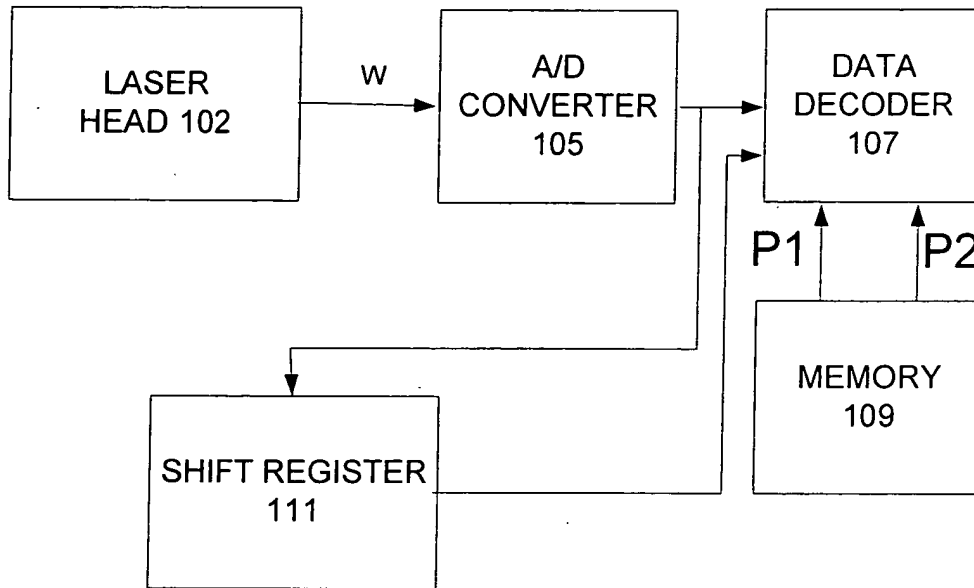 LASER
HEAD 102
W
A/D
CONVERTER
105
DATA
DECODER
107
P1
P2
MEMORY
109
SHIFT REGISTER
111